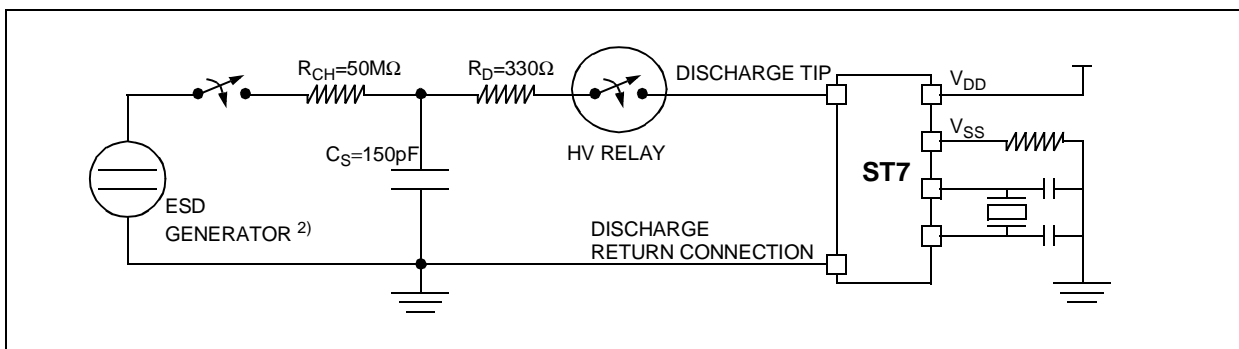 R_CH=50MΩ
R_D=330Ω
DISCHARGE TIP
V_DD
V_SS
C_S=150pF
HV RELAY
ST7
ESD
GENERATOR 2)
DISCHARGE
RETURN CONNECTION